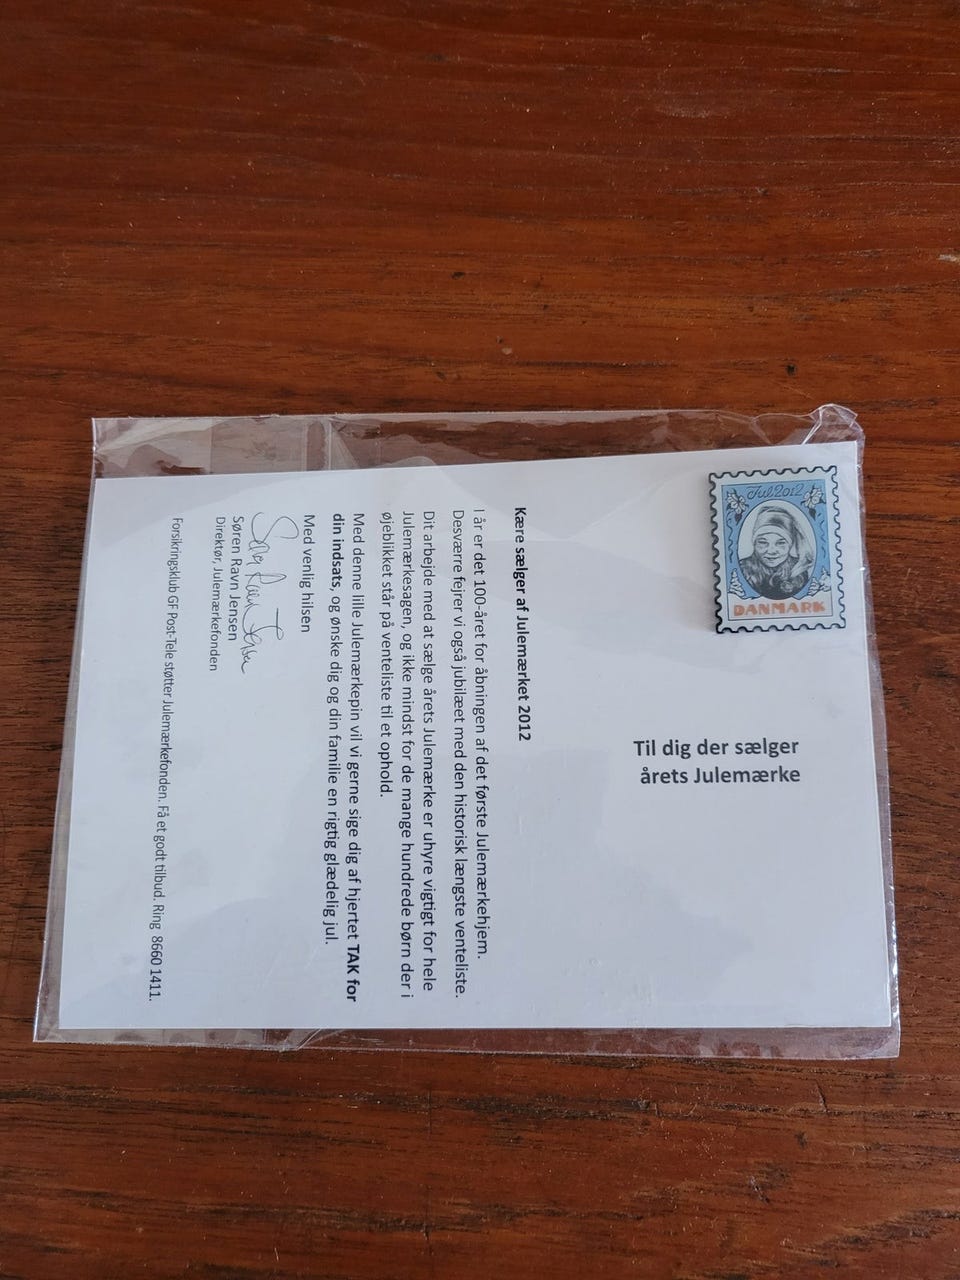 Jul 2012
DANMARK
Til dig der sælger
årets Julemærke
Kære sælger af Julemærket 2012
I år er det 100-året for åbningen af det første Julemærkehjem.
Desværre fejrer vi også jubilæet med den historisk længste venteliste.
Dit arbejde med at sælge årets Julemærke er uhyre vigtigt for hele
Julemærkesagen, og ikke mindst for de mange hundrede børn der i
øjeblikket står på venteliste til et ophold.
Med denne lille Julemærkepin vil vi gerne sige dig af hjertet TAK for
din indsats, og ønske dig og din familie en rigtig glædelig jul.
Med venlig hilsen
Søren Ravn Jensen
Søren Ravn Jensen
Direktør, Julemærkefonden
Forsikringsklub GF Post-Tele støtter Julemærkefonden. Få et godt tilbud. Ring 8660 1411.